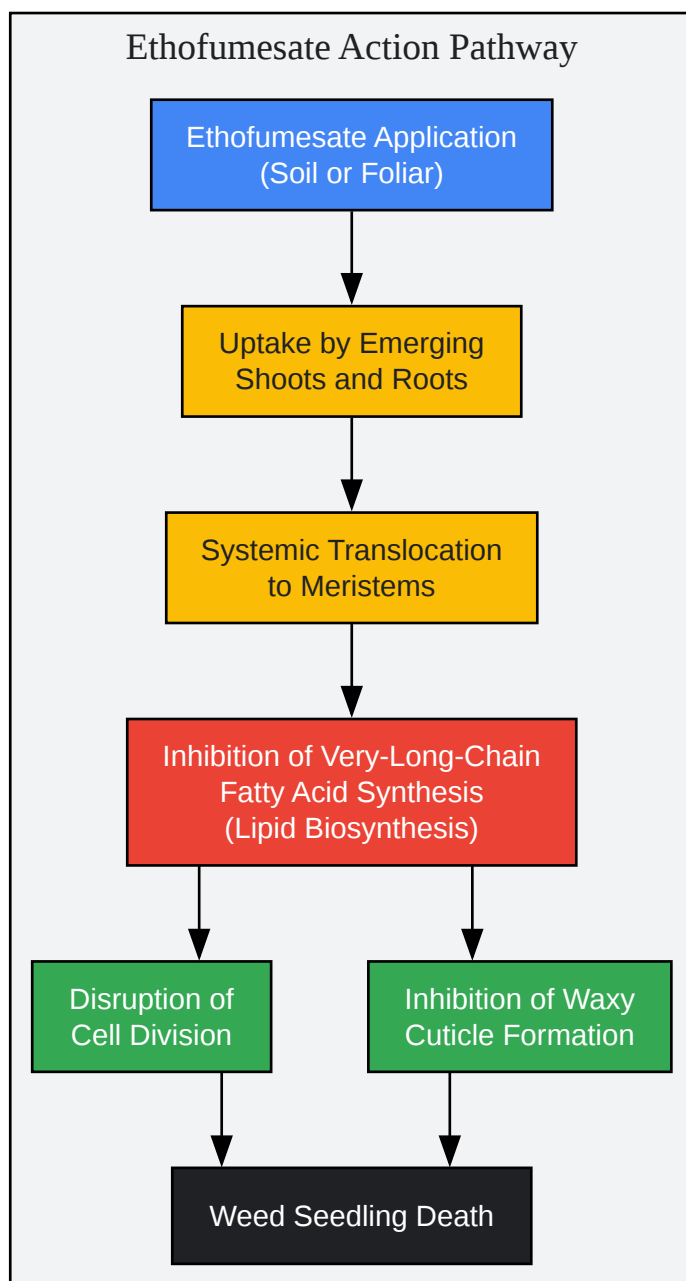 Ethofumesate Action Pathway
Ethofumesate Application
(Soil or Foliar)
Uptake by Emerging
Shoots and Roots
Systemic Translocation
to Meristems
Inhibition of Very-Long-Chain
Fatty Acid Synthesis
(Lipid Biosynthesis)
Disruption of
Cell Division
Inhibition of Waxy
Cuticle Formation
Weed Seedling Death